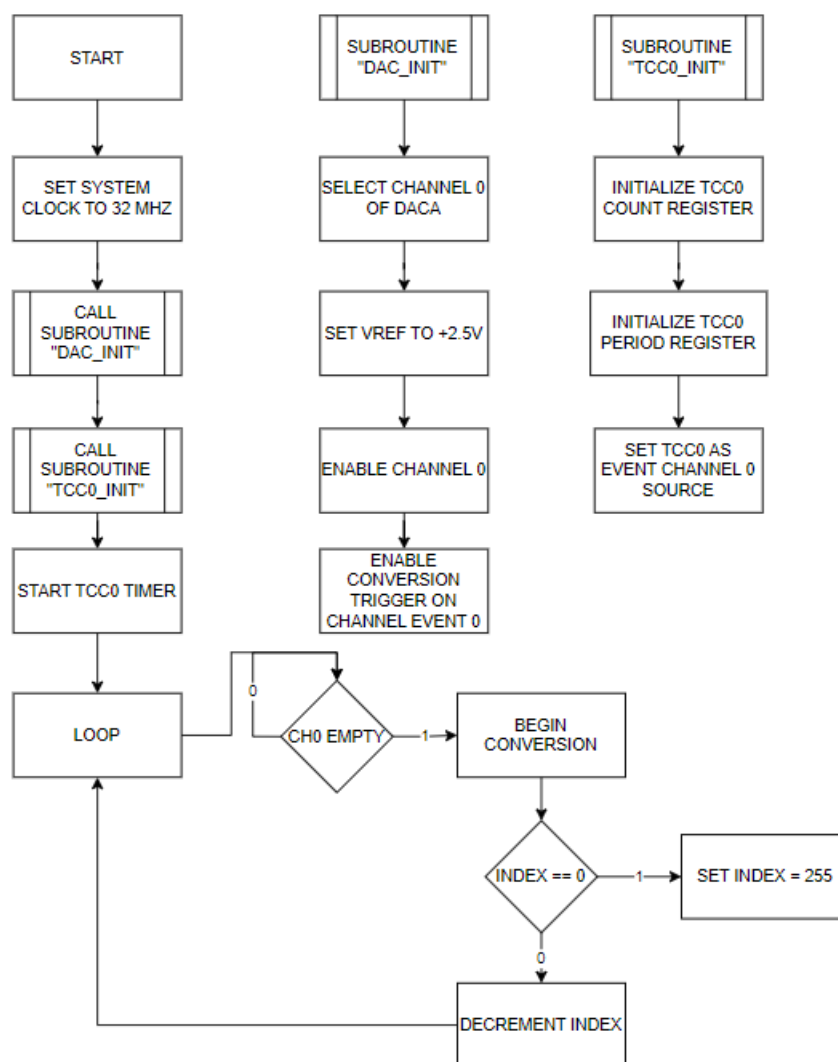 START
SET SYSTEM
CLOCK TO 32 MHZ
CALL
SUBROUTINE
"DAC_INIT"
CALL
SUBROUTINE
"TCC0_INIT"
START TCC0 TIMER
LOOP
SUBROUTINE
"DAC_INIT"
SELECT CHANNEL 0
OF DACA
SET VREF TO +2.5V
ENABLE CHANNEL 0
ENABLE
CONVERSION
TRIGGER ON
CHANNEL EVENT 0
SUBROUTINE
"TCC0_INIT"
INITIALIZE TCC0
COUNT REGISTER
INITIALIZE TCC0
PERIOD REGISTER
SET TCC0 AS
EVENT CHANNEL 0
SOURCE
0
CH0 EMPTY
1
BEGIN
CONVERSION
INDEX == 0
1
SET INDEX = 255
0
DECREMENT INDEX